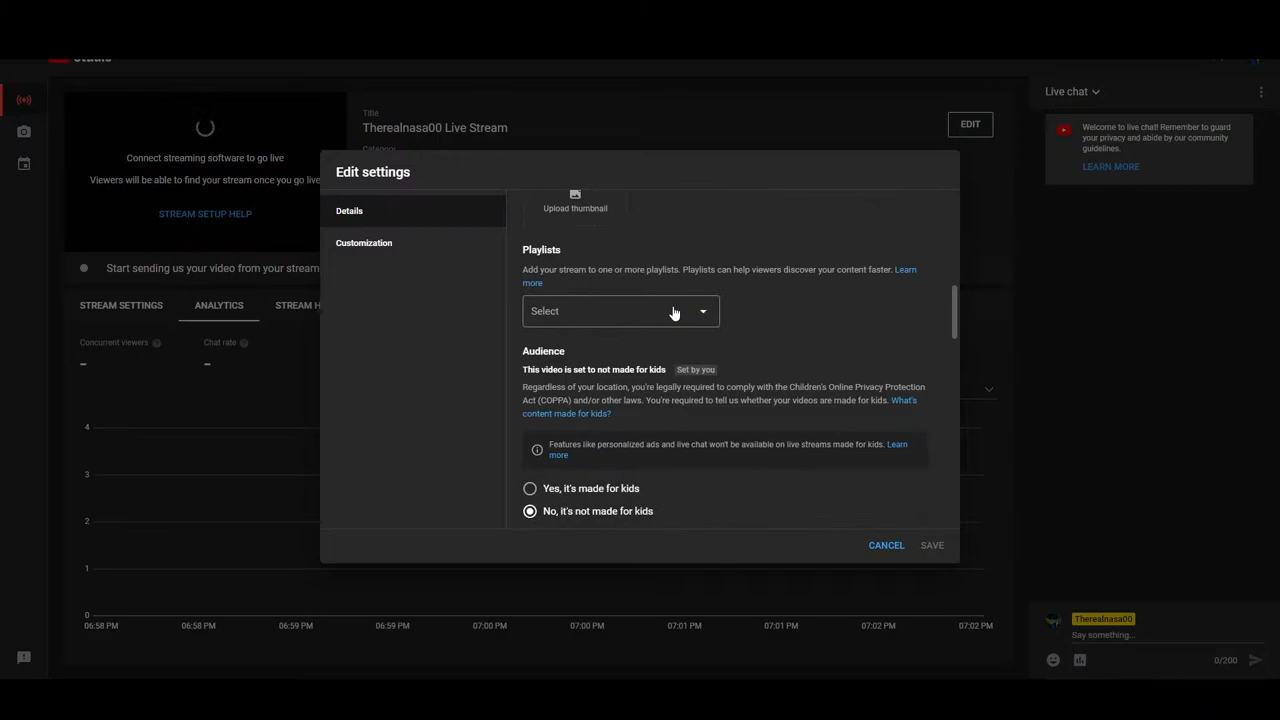 Studio
Title
Therealnasa00 Live Stream
EDIT
Connect streaming software to go live
Viewers will be able to find your stream once you go live
STREAM SETUP HELP
Category
Start sending us your video from your stream
STREAM SETTINGS
ANALYTICS
STREAM H
Concurrent viewers
Chat rate
–
–
4
3
2
1
0
06:58 PM
06:58 PM
06:59 PM
06:59 PM
07:00 PM
07:00 PM
07:01 PM
07:01 PM
07:02 PM
07:02 PM
Edit settings
Details
Customization
Upload thumbnail
Playlists
Add your stream to one or more playlists. Playlists can help viewers discover your content faster. Learn
more
Select
Audience
This video is set to not made for kids Set by you
Regardless of your location, you're legally required to comply with the Children's Online Privacy Protection
Act (COPPA) and/or other laws. You're required to tell us whether your videos are made for kids. What's
content made for kids?
Features like personalized ads and live chat won't be available on live streams made for kids. Learn
more
Yes, it's made for kids
No, it's not made for kids
CANCEL
SAVE
Live chat
Welcome to live chat! Remember to guard
your privacy and abide by our community
guidelines.
LEARN MORE
Therealnasa00
Say something...
0/200